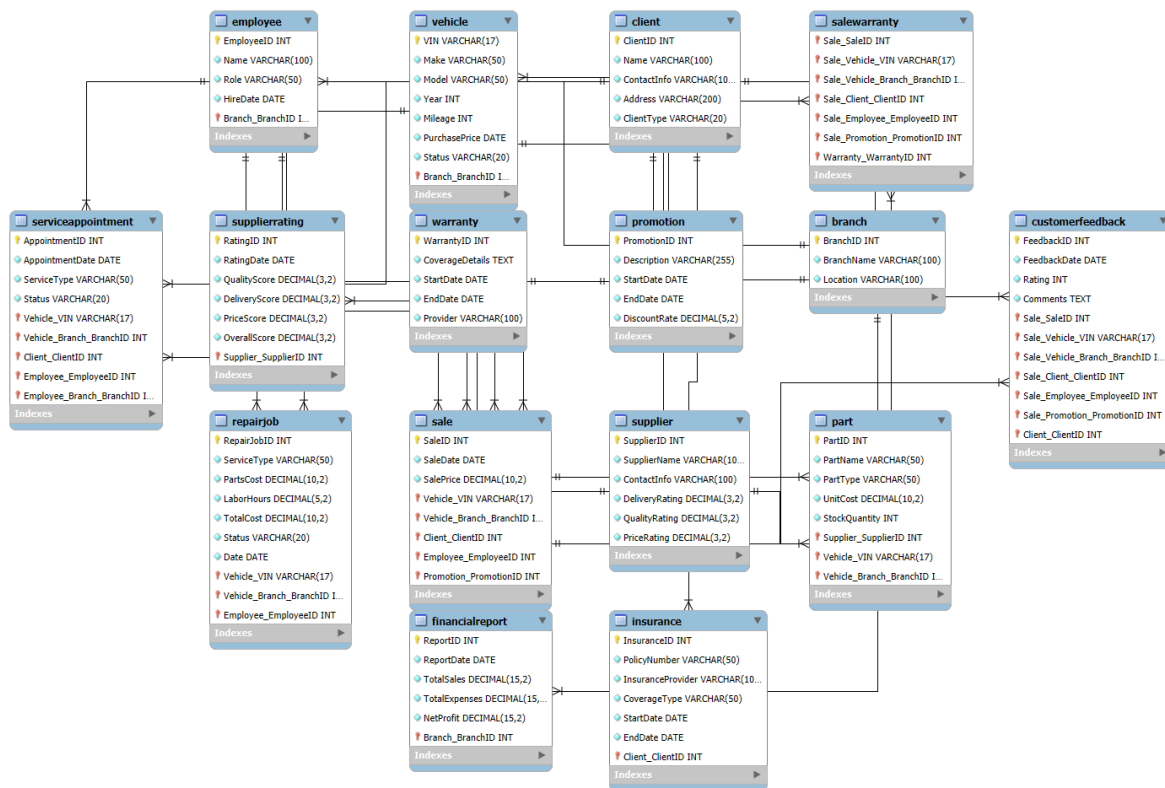 employee
EmployeeID INT
Name VARCHAR(100)
Role VARCHAR(50)
HireDate DATE
Branch_BranchID I...
Indexes
vehicle
VIN VARCHAR(17)
Make VARCHAR(50)
Model VARCHAR(50)
Year INT
Mileage INT
PurchasePrice DATE
Status VARCHAR(20)
Branch_BranchID I...
Indexes
client
ClientID INT
Name VARCHAR(100)
ContactInfo VARCHAR(10...
Address VARCHAR(200)
ClientType VARCHAR(20)
Indexes
salewarranty
Sale_SaleID INT
Sale_Vehicle_VIN VARCHAR(17)
Sale_Vehicle_Branch_BranchID I...
Sale_Client_ClientID INT
Sale_Employee_EmployeeID INT
Sale_Promotion_PromotionID INT
Warranty_WarrantyID INT
Indexes
serviceappointment
AppointmentID INT
AppointmentDate DATE
ServiceType VARCHAR(50)
Status VARCHAR(20)
Vehicle_VIN VARCHAR(17)
Vehicle_Branch_BranchID INT
Client_ClientID INT
Employee_EmployeeID INT
Employee_Branch_BranchID I...
Indexes
supplierrating
RatingID INT
RatingDate DATE
QualityScore DECIMAL(3,2)
DeliveryScore DECIMAL(3,2)
PriceScore DECIMAL(3,2)
OverallScore DECIMAL(3,2)
Supplier_SupplierID INT
Indexes
warranty
WarrantyID INT
CoverageDetails TEXT
StartDate DATE
EndDate DATE
Provider VARCHAR(100)
Indexes
promotion
PromotionID INT
Description VARCHAR(255)
StartDate DATE
EndDate DATE
DiscountRate DECIMAL(5,2)
Indexes
branch
BranchID INT
BranchName VARCHAR(100)
Location VARCHAR(100)
Indexes
customerfeedback
FeedbackID INT
FeedbackDate DATE
Rating INT
Comments TEXT
Sale_SaleID INT
Sale_Vehicle_VIN VARCHAR(17)
Sale_Vehicle_Branch_BranchID I...
Sale_Client_ClientID INT
Sale_Employee_EmployeeID INT
Sale_Promotion_PromotionID INT
Client_ClientID INT
Indexes
repairjob
RepairJobID INT
ServiceType VARCHAR(50)
PartsCost DECIMAL(10,2)
LaborHours DECIMAL(5,2)
TotalCost DECIMAL(10,2)
Status VARCHAR(20)
Date DATE
Vehicle_VIN VARCHAR(17)
Vehicle_Branch_BranchID I...
Employee_EmployeeID INT
Indexes
sale
SaleID INT
SaleDate DATE
SalePrice DECIMAL(10,2)
Vehicle_VIN VARCHAR(17)
Vehicle_Branch_BranchID I...
Client_ClientID INT
Employee_EmployeeID INT
Promotion_PromotionID INT
Indexes
supplier
SupplierID INT
SupplierName VARCHAR(10...
ContactInfo VARCHAR(100)
DeliveryRating DECIMAL(3,2)
QualityRating DECIMAL(3,2)
PriceRating DECIMAL(3,2)
Indexes
part
PartID INT
PartName VARCHAR(50)
PartType VARCHAR(50)
UnitCost DECIMAL(10,2)
StockQuantity INT
Supplier_SupplierID INT
Vehicle_VIN VARCHAR(17)
Vehicle_Branch_BranchID I...
Indexes
financialreport
ReportID INT
ReportDate DATE
TotalSales DECIMAL(15,2)
TotalExpenses DECIMAL(15,...
NetProfit DECIMAL(15,2)
Branch_BranchID INT
Indexes
insurance
InsuranceID INT
PolicyNumber VARCHAR(50)
InsuranceProvider VARCHAR(10...
CoverageType VARCHAR(50)
StartDate DATE
EndDate DATE
Client_ClientID INT
Indexes